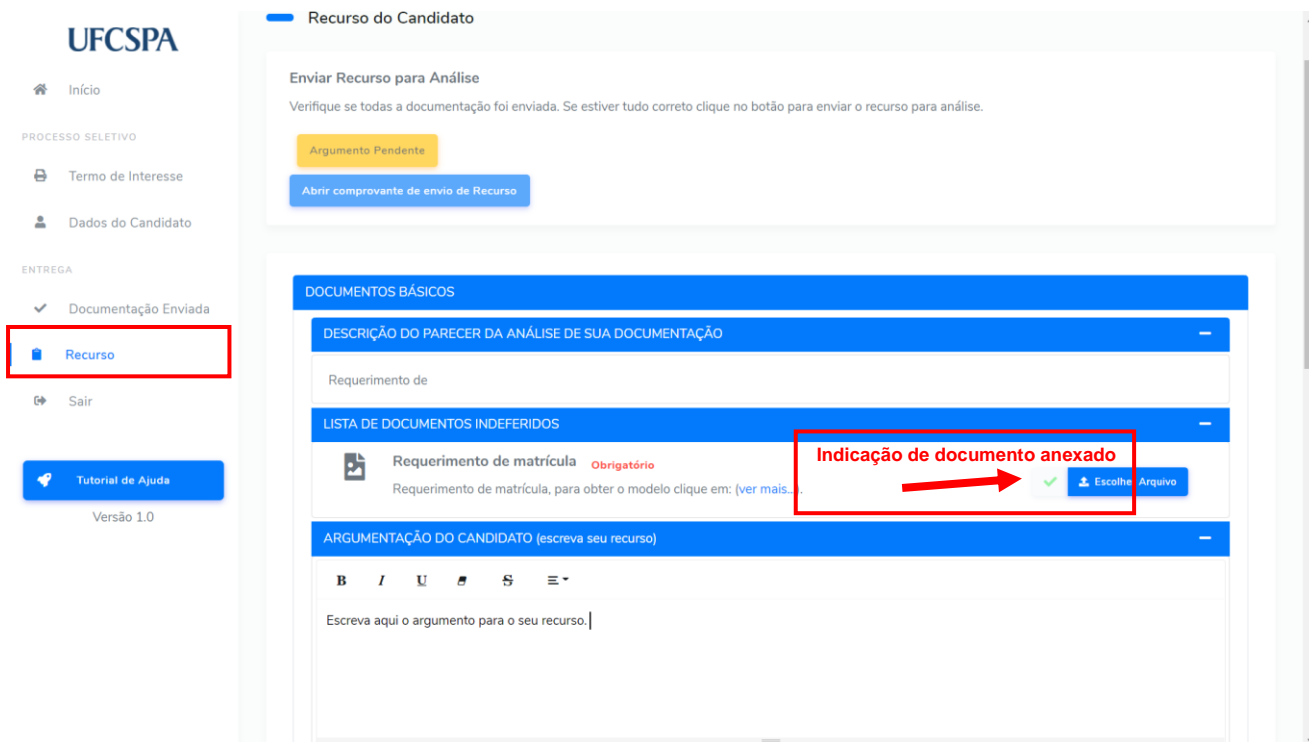 UFCSPA
Início
PROCESSO SELETIVO
Termo de Interesse
Dados do Candidato
ENTREGA
Documentação Enviada
Recurso
Sair
Tutorial de Ajuda
Versão 1.0
Recurso do Candidato
Enviar Recurso para Análise
Verifique se todas a documentação foi enviada. Se estiver tudo correto clique no botão para enviar o recurso para análise.
Argumento Pendente
Abrir comprovante de envio de Recurso
DOCUMENTOS BÁSICOS
DESCRIÇÃO DO PARECER DA ANÁLISE DE SUA DOCUMENTAÇÃO
Requerimento de
LISTA DE DOCUMENTOS INDEFERIDOS
Requerimento de matrícula Obrigatório
Requerimento de matrícula, para obter o modelo clique em: (ver mais...).
Indicação de documento anexado
Escolher Arquivo
ARGUMENTAÇÃO DO CANDIDATO (escreva seu recurso)
B I U S
Escreva aqui o argumento para o seu recurso.